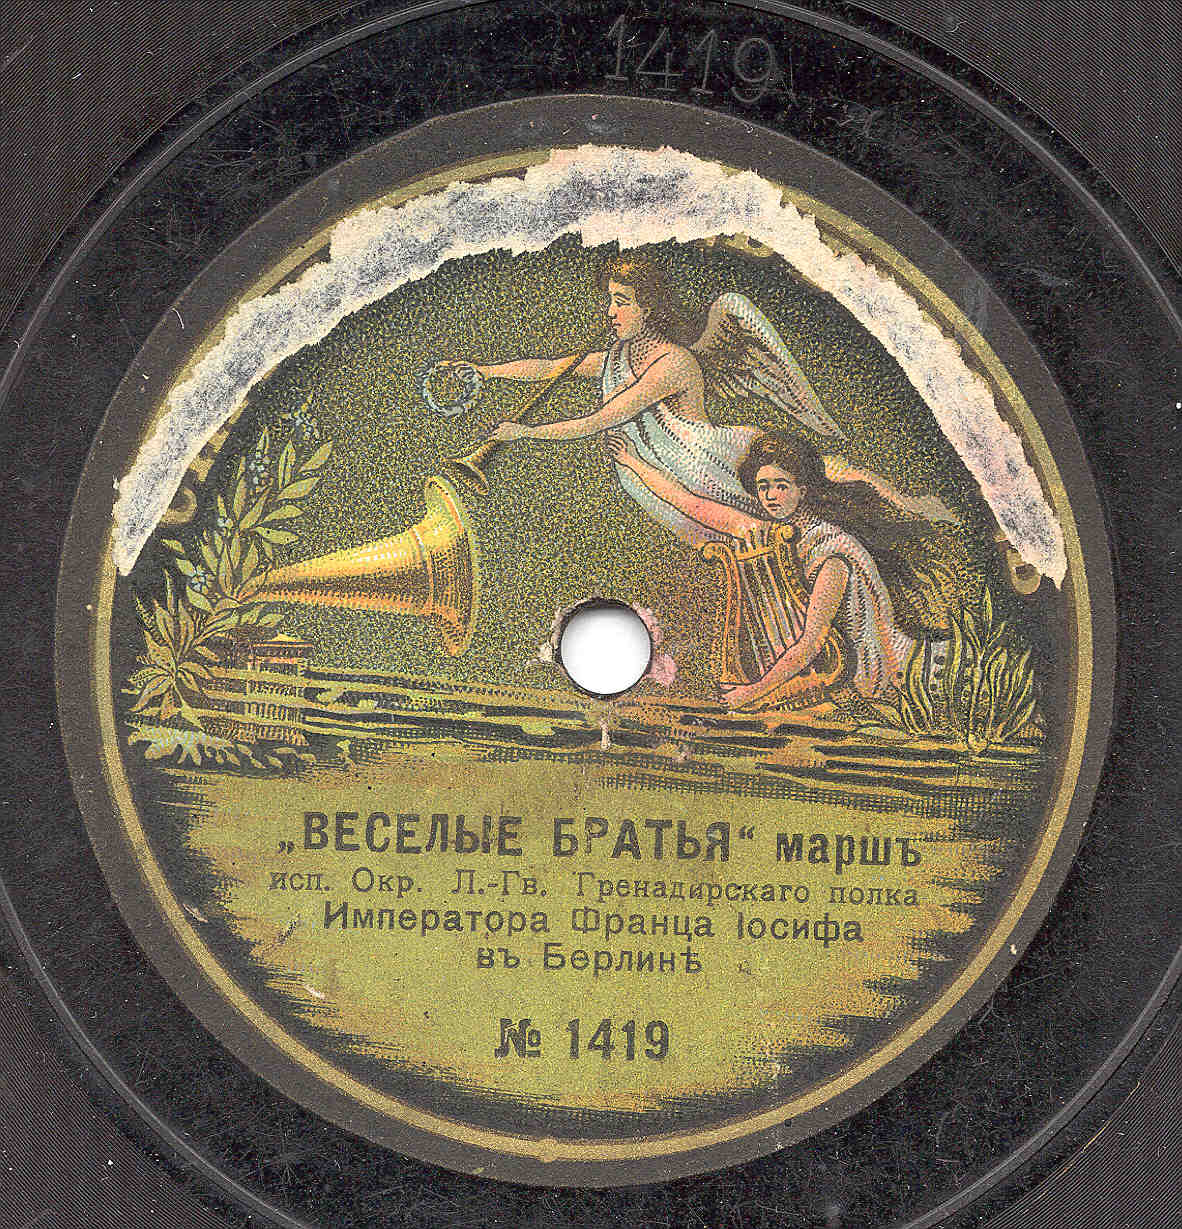 1419
„ВЕСЕЛЫЕ БРАТЬЯ“ маршъ
исп. Окр. Л.-Гв. Гренадирскаго полка
Императора Франца Іосифа
въ Берлинѣ
№ 1419